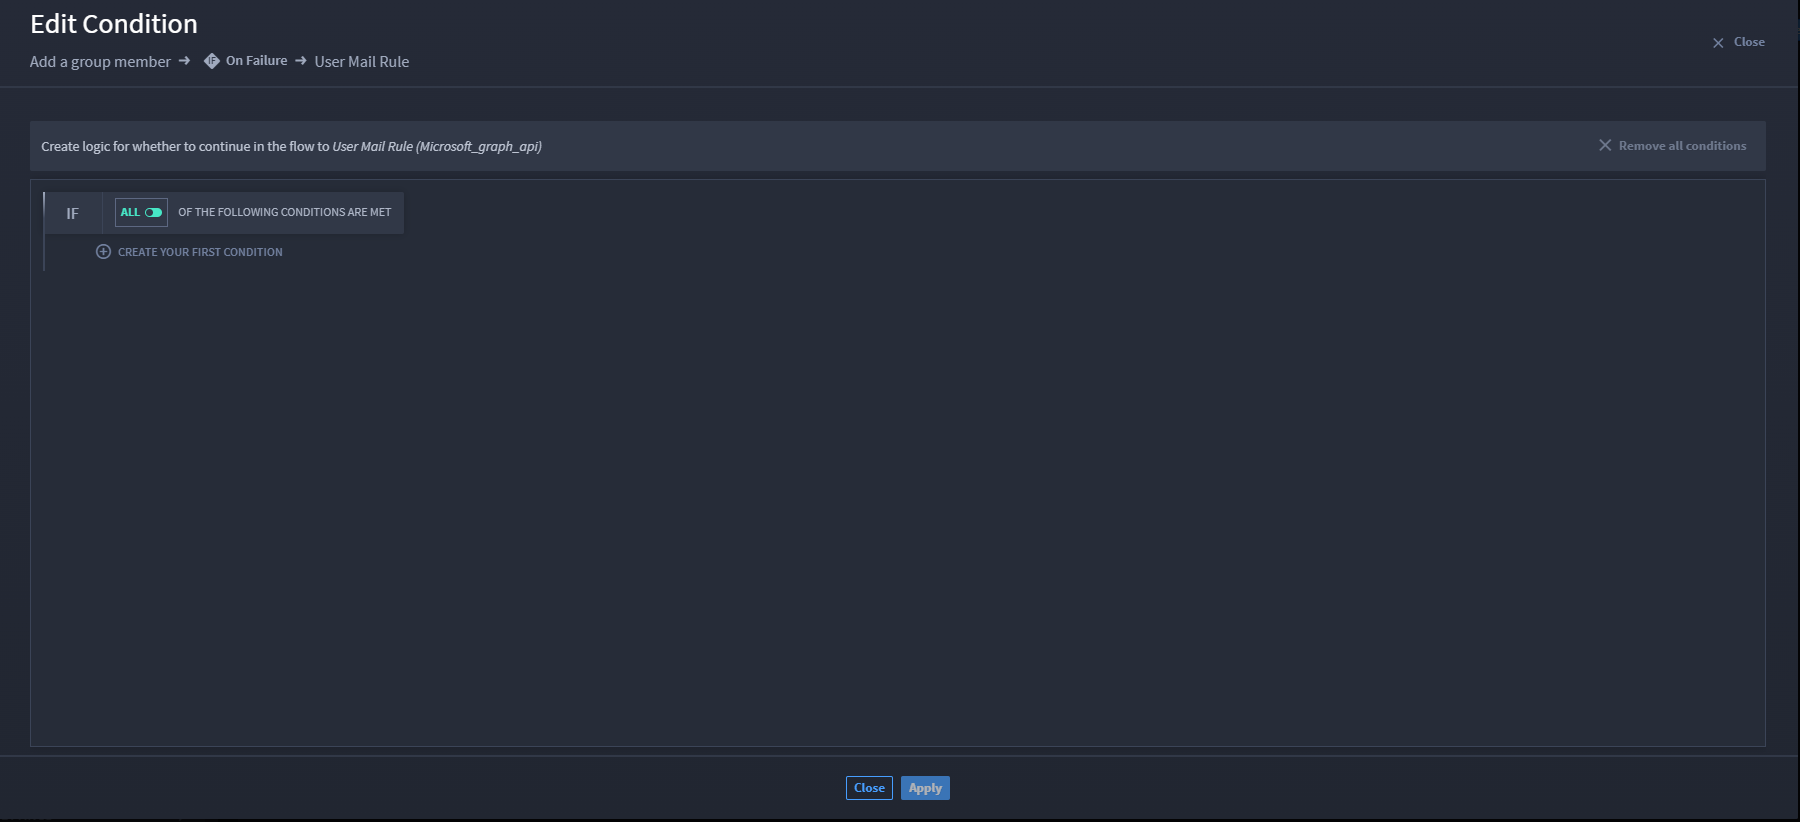 Edit Condition
Close
Add a group member → IF On Failure → User Mail Rule
Create logic for whether to continue in the flow to User Mail Rule (Microsoft_graph_api)
Remove all conditions
IF ALL OF THE FOLLOWING CONDITIONS ARE MET
CREATE YOUR FIRST CONDITION
Close Apply